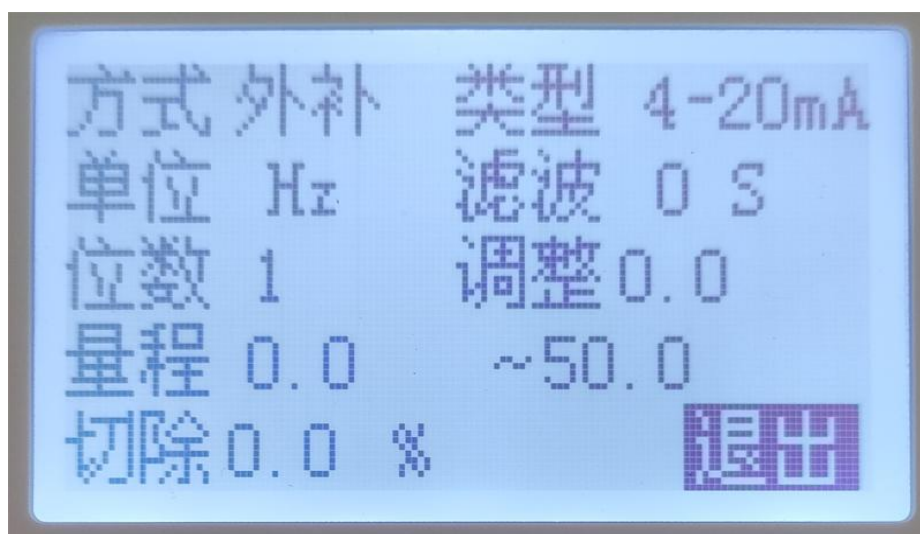 方式 外补 类型 4-20mA
单位 Hz 滤波 0 S
位数 1 调整 0.0
量程 0.0 ~50.0
切除 0.0 % 退出